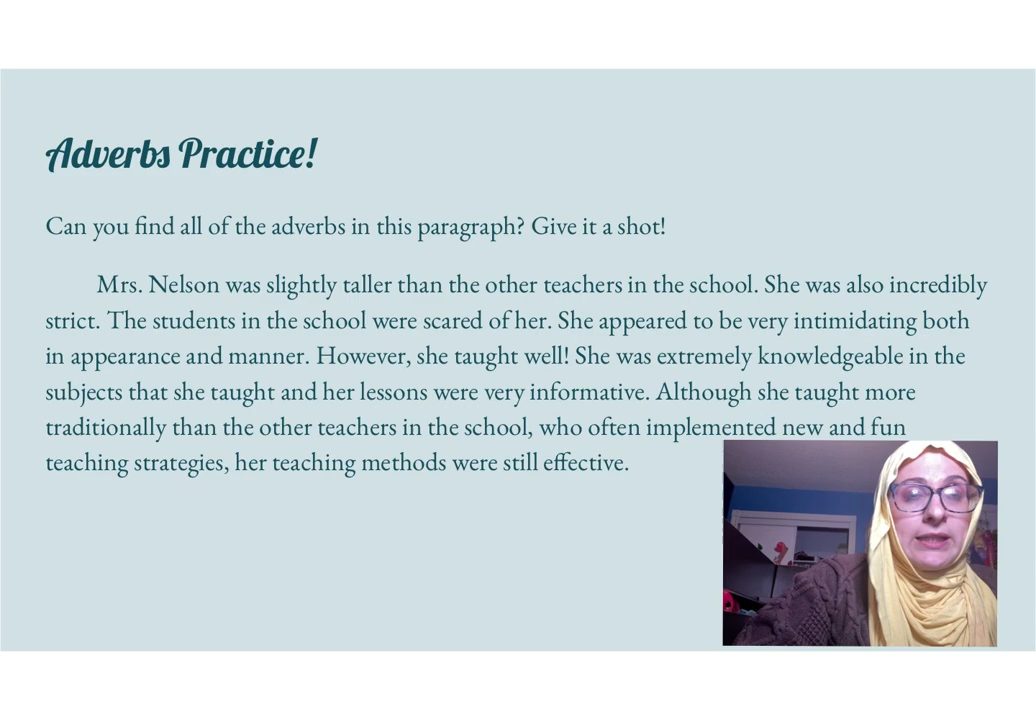 Adverbs Practice!
Can you find all of the adverbs in this paragraph? Give it a shot!
Mrs. Nelson was slightly taller than the other teachers in the school. She was also incredibly
strict. The students in the school were scared of her. She appeared to be very intimidating both
in appearance and manner. However, she taught well! She was extremely knowledgeable in the
subjects that she taught and her lessons were very informative. Although she taught more
traditionally than the other teachers in the school, who often implemented new and fun
teaching strategies, her teaching methods were still effective.